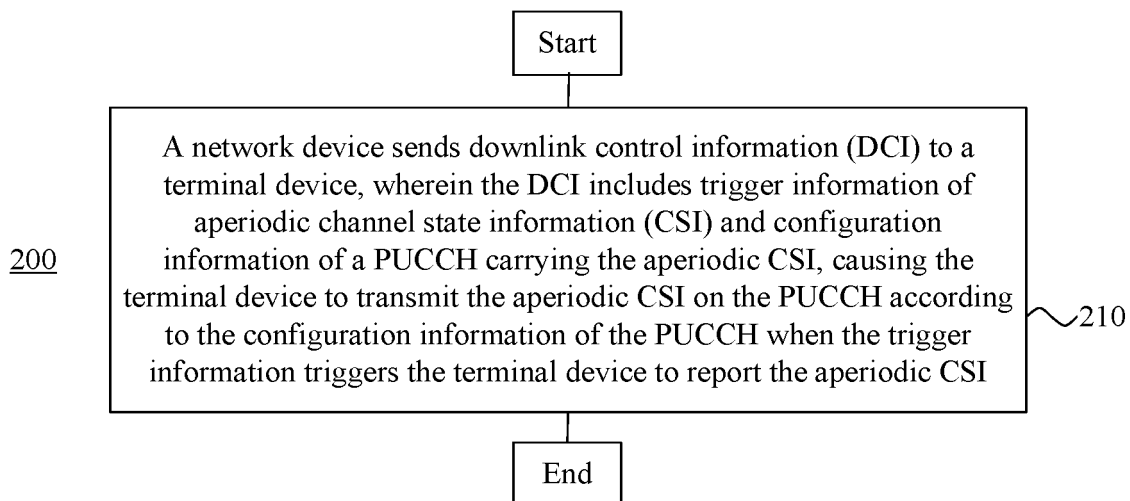 Start
A network device sends downlink control information (DCI) to a
terminal device, wherein the DCI includes trigger information of
aperiodic channel state information (CSI) and configuration
information of a PUCCH carrying the aperiodic CSI, causing the
terminal device to transmit the aperiodic CSI on the PUCCH according
to the configuration information of the PUCCH when the trigger
information triggers the terminal device to report the aperiodic CSI
200
210
End